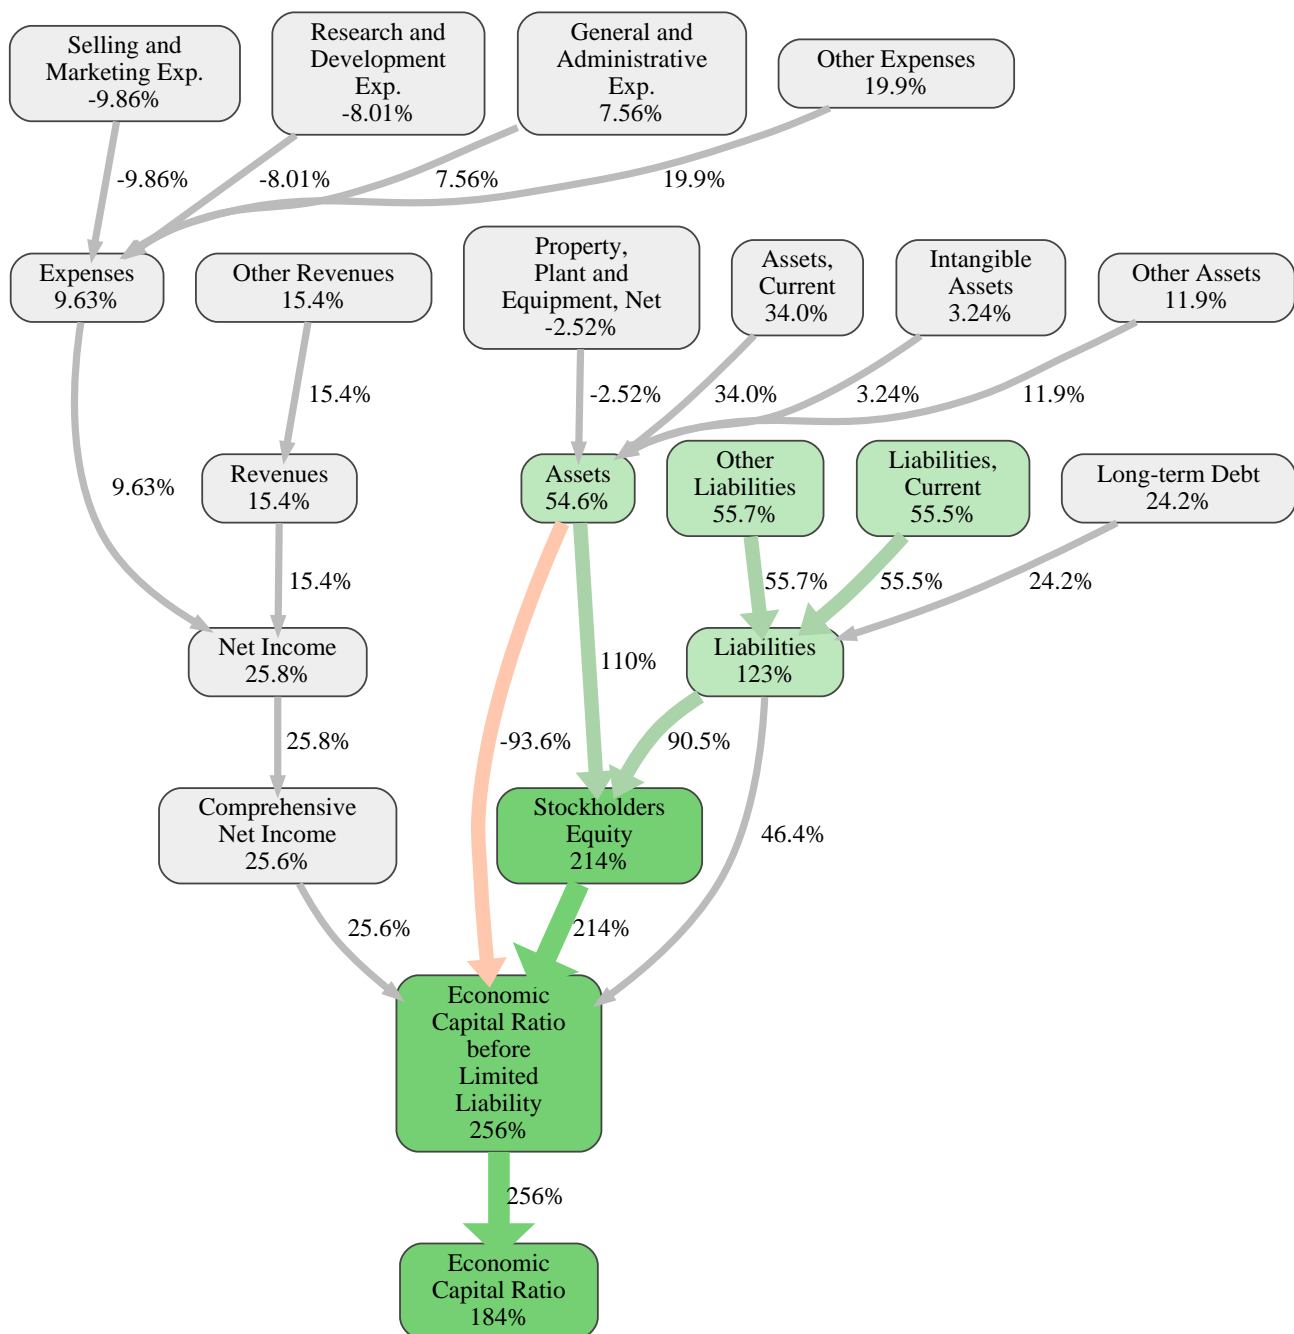 Selling and
Marketing Exp.
-9.86%
Research and
Development
Exp.
-8.01%
General and
Administrative
Exp.
7.56%
Other Expenses
19.9%
-9.86%
-8.01%
7.56%
19.9%
Expenses
9.63%
Other Revenues
15.4%
Property,
Plant and
Equipment, Net
-2.52%
Assets,
Current
34.0%
Intangible
Assets
3.24%
Other Assets
11.9%
15.4%
-2.52%
34.0%
3.24%
11.9%
9.63%
Revenues
15.4%
Assets
54.6%
Other
Liabilities
55.7%
Liabilities,
Current
55.5%
Long-term Debt
24.2%
15.4%
55.7%
55.5%
24.2%
Net Income
25.8%
110%
Liabilities
123%
25.8%
-93.6%
90.5%
Comprehensive
Net Income
25.6%
Stockholders
Equity
214%
46.4%
25.6%
214%
Economic
Capital Ratio
before
Limited
Liability
256%
256%
Economic
Capital Ratio
184%